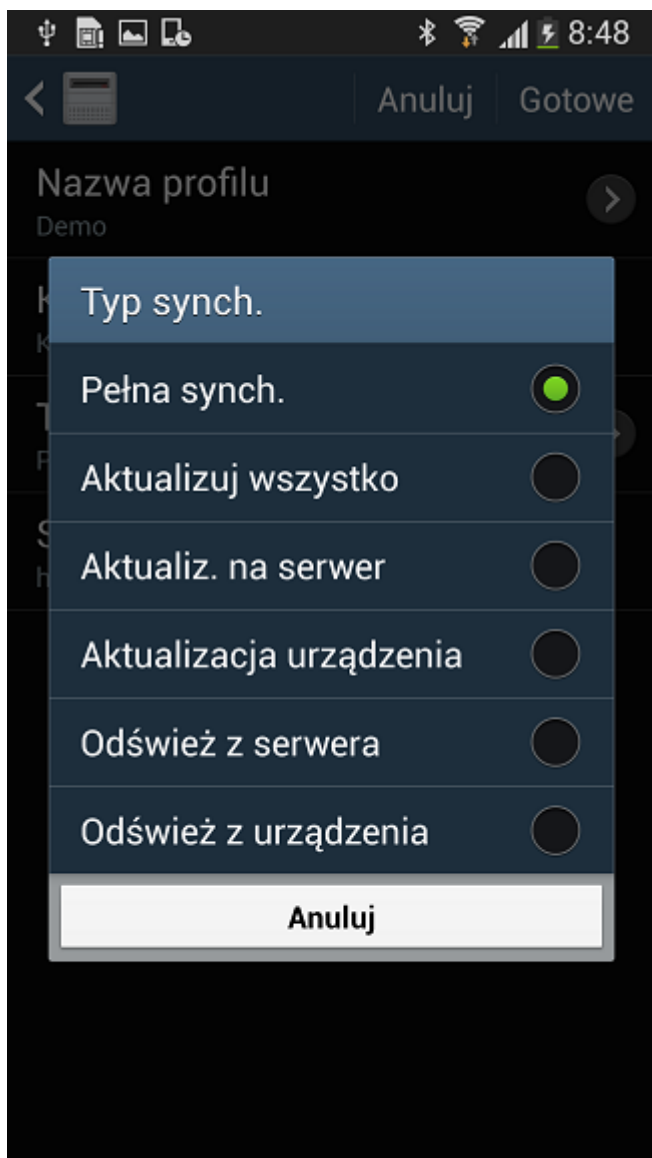 8:48
Anuluj Gotowe
Nazwa profilu
Demo
Typ synch.
Pełna synch.
Aktualizuj wszystko
Aktualiz. na serwer
Aktualizacja urządzenia
Odśwież z serwera
Odśwież z urządzenia
Anuluj